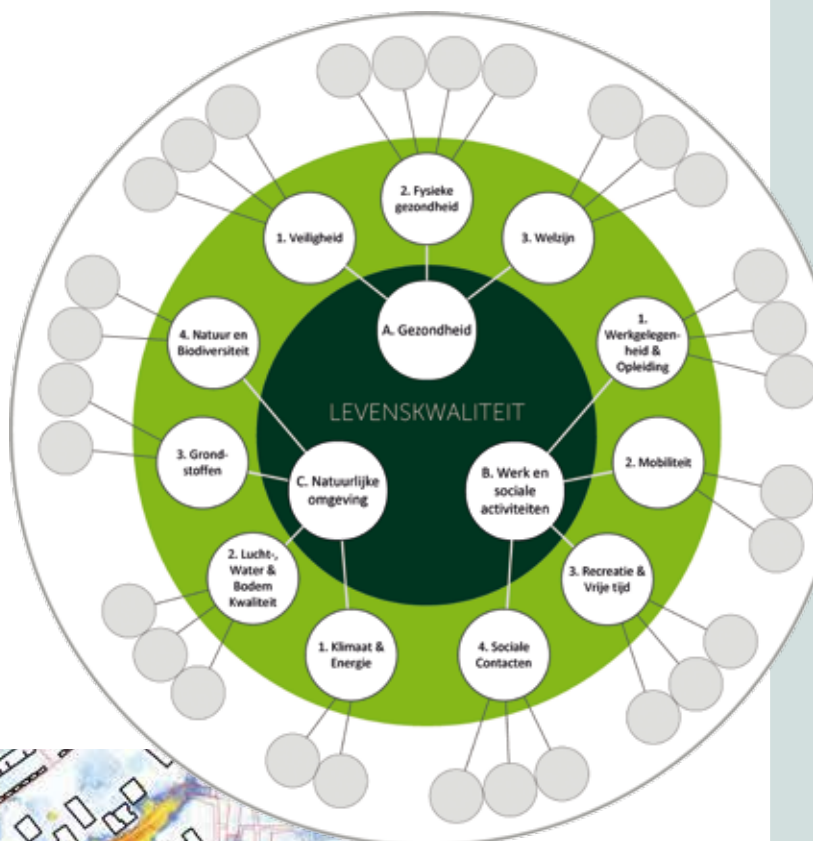 2. Fysieke
gezondheid
1. Veiligheid
3. Welzijn
A. Gezondheid
4. Natuur en
Biodiversiteit
1.
Werkgelegen-
heid &
Opleiding
LEVENSKWALITEIT
3. Grond-
stoffen
2. Mobiliteit
C. Natuurlijke
omgeving
B. Werk en
sociale
activiteiten
2. Lucht-,
Water &
Bodem
Kwaliteit
3. Recreatie &
Vrije tijd
1. Klimaat &
Energie
4. Sociale
Contacten